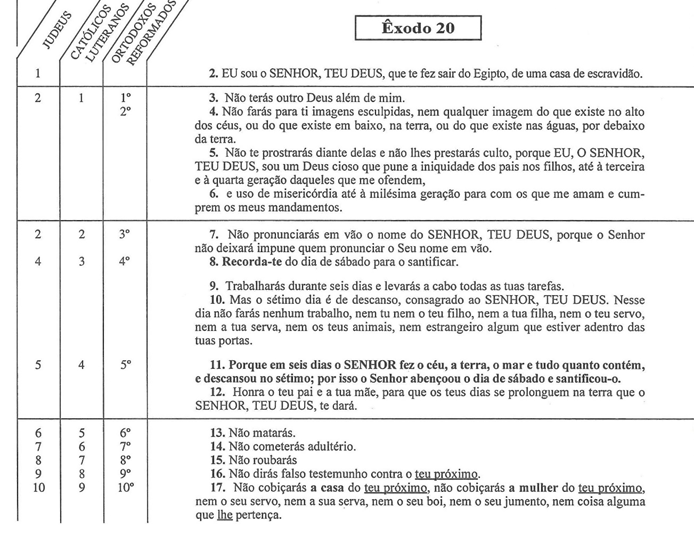 JUDEUS
CATÓLICOS
LUTERANOS
ORTODOXOS
REFORMADOS
Êxodo 20
1 2. EU sou o SENHOR, TEU DEUS, que te fez sair do Egipto, de uma casa de escravidão.
2 1 1º 3. Não terás outro Deus além de mim.
2º 4. Não farás para ti imagens esculpidas, nem qualquer imagem do que existe no alto
dos céus, ou do que existe em baixo, na terra, ou do que existe nas águas, por debaixo
da terra.
5. Não te prostrarás diante delas e não lhes prestarás culto, porque EU, O SENHOR,
TEU DEUS, sou um Deus cioso que pune a iniquidade dos pais nos filhos, até à terceira
e à quarta geração daqueles que me ofendem,
6. e uso de misericórdia até à milésima geração para com os que me amam e cum-
prem os meus mandamentos.
2 2 3º 7. Não pronunciarás em vão o nome do SENHOR, TEU DEUS, porque o Senhor
não deixará impune quem pronunciar o Seu nome em vão.
4 3 4º 8. Recorda-te do dia de sábado para o santificar.
9. Trabalharás durante seis dias e levarás a cabo todas as tuas tarefas.
10. Mas o sétimo dia é de descanso, consagrado ao SENHOR, TEU DEUS. Nesse
dia não farás nenhum trabalho, nem tu nem o teu filho, nem a tua filha, nem o teu servo,
nem a tua serva, nem os teus animais, nem estrangeiro algum que estiver adentro das
tuas portas.
5 4 5º 11. Porque em seis dias o SENHOR fez o céu, a terra, o mar e tudo quanto contém,
e descansou no sétimo; por isso o Senhor abençoou o dia de sábado e santificou-o.
12. Honra o teu pai e a tua mãe, para que os teus dias se prolonguem na terra que o
SENHOR, TEU DEUS, te dará.
6 5 6º 13. Não matarás.
7 6 7º 14. Não cometerás adultério.
8 7 8º 15. Não roubarás
9 8 9º 16. Não dirás falso testemunho contra o teu próximo.
10 9 10º 17. Não cobiçarás a casa do teu próximo, não cobiçarás a mulher do teu próximo,
nem o seu servo, nem a sua serva, nem o seu boi, nem o seu jumento, nem coisa alguma
que lhe pertença.